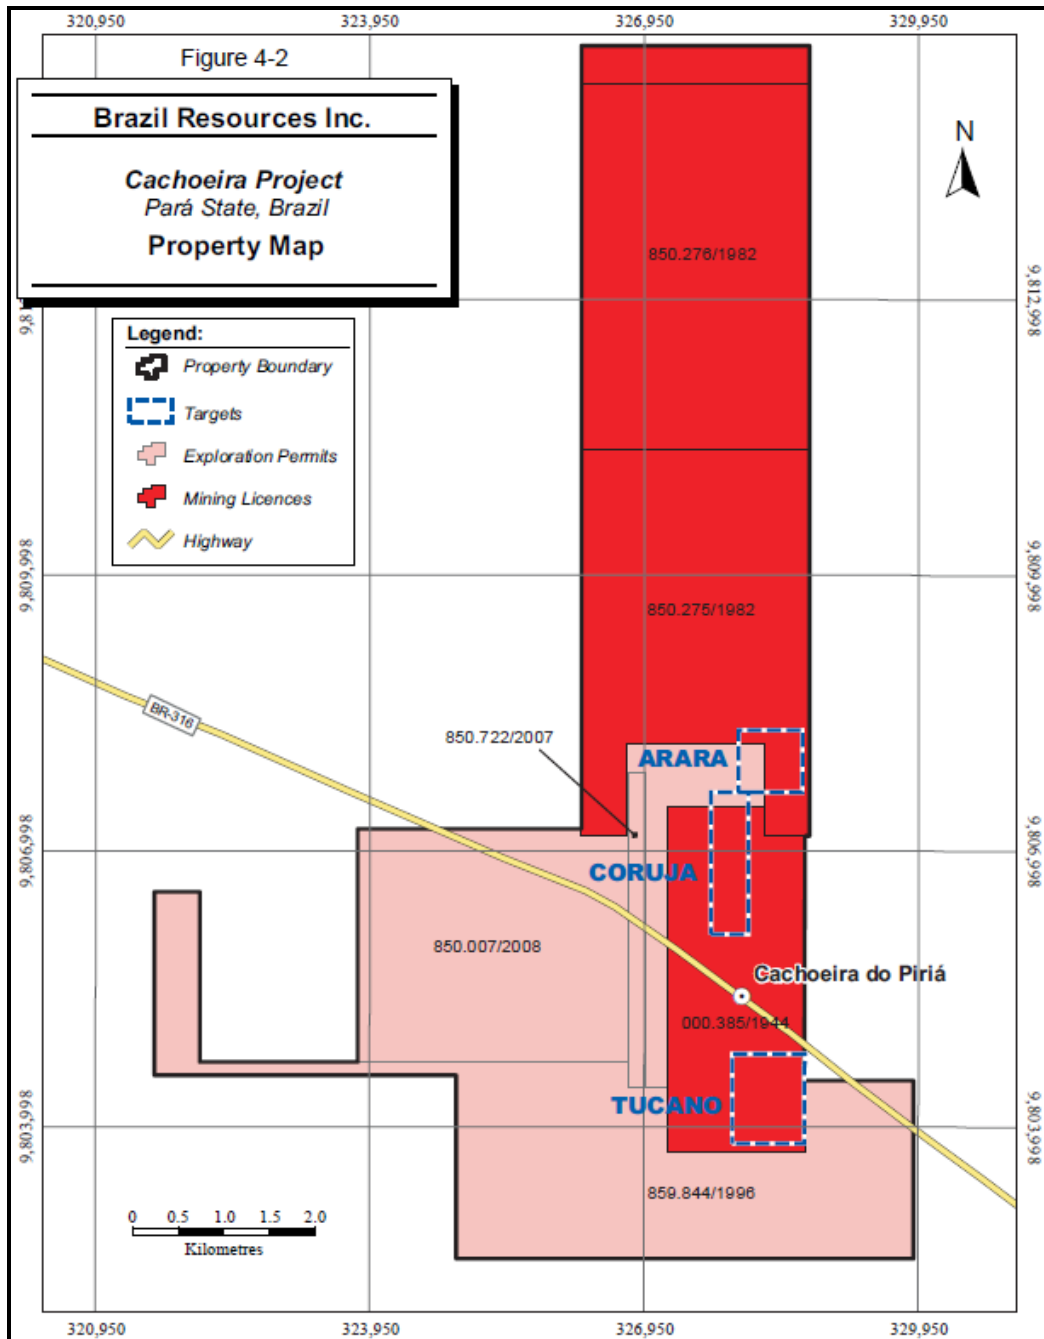 320,950 323,950 326,950 329,950
Figure 4-2
Brazil Resources Inc.
Cachoeira Project
Pará State, Brazil
Property Map
N
850.276/1982
9,812,998
Legend:
Property Boundary
Targets
Exploration Permits
Mining Licences
Highway
9,809,998
9,809,998
850.275/1982
BR-316
850.722/2007
ARARA
9,806,998
9,806,998
CORUJA
850.007/2008
Cachoeira do Piriá
000.385/1944
TUCANO
9,803,998
9,803,998
859.844/1996
0 0.5 1.0 1.5 2.0
Kilometres
320,950 323,950 326,950 329,950